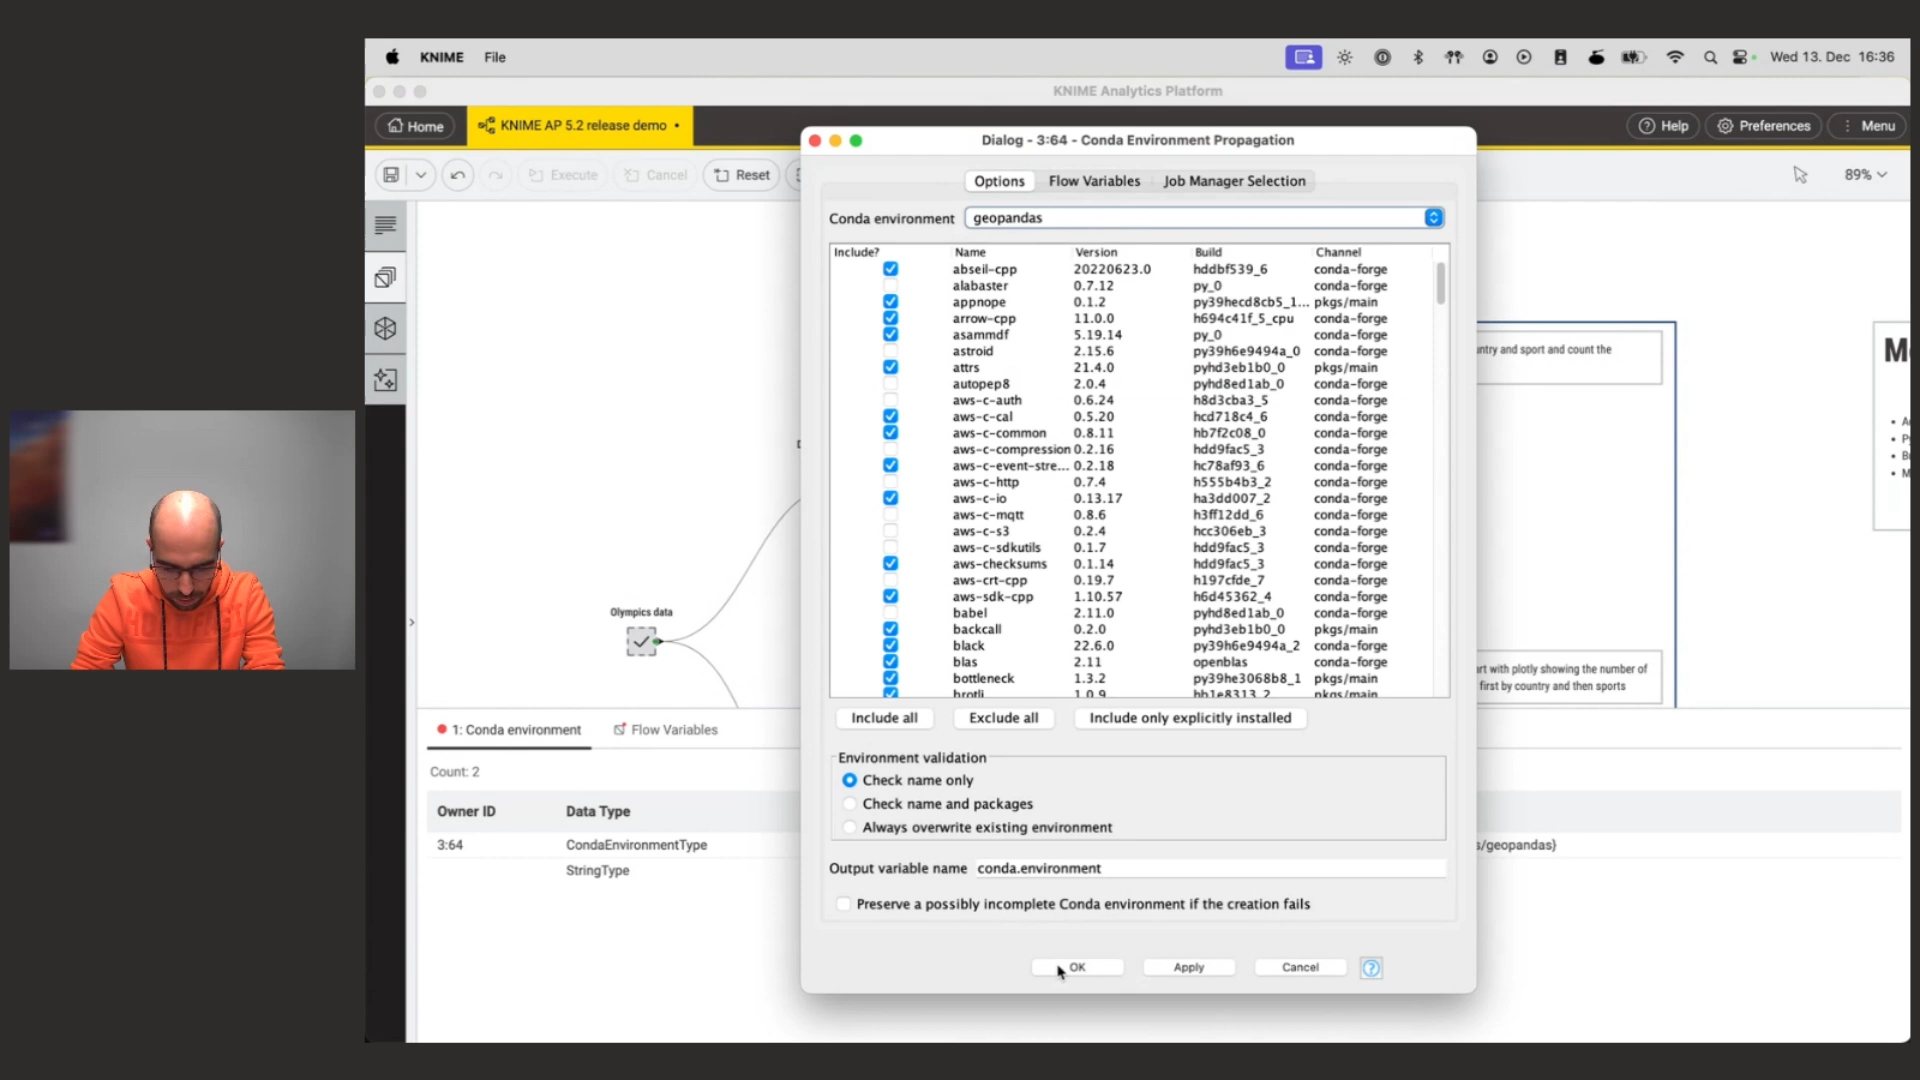 KNIME File
Wed 13. Dec 16:36
KNIME Analytics Platform
Home
KNIME AP 5.2 release demo
Help Preferences Menu
Execute Cancel Reset
89%
Dialog - 3:64 - Conda Environment Propagation
Options Flow Variables Job Manager Selection
Conda environment geopandas
Include? Name Version Build Channel
abseil-cpp 20220623.0 hddbf539_6 conda-forge
alabaster 0.7.12 py_0 conda-forge
appnope 0.1.2 py39hecd8cb5_1... pkgs/main
arrow-cpp 11.0.0 h694c41f_5_cpu conda-forge
asammdf 5.19.14 py_0 conda-forge
astroid 2.15.6 py39h6e9494a_0 conda-forge
attrs 21.4.0 pyhd3eb1b0_0 pkgs/main
autopep8 2.0.4 pyhd8ed1ab_0 conda-forge
aws-c-auth 0.6.24 h8d3cba3_5 conda-forge
aws-c-cal 0.5.20 hcd718c4_6 conda-forge
aws-c-common 0.8.11 hb7f2c08_0 conda-forge
aws-c-compression 0.2.16 hdd9fac5_3 conda-forge
aws-c-event-stre... 0.2.18 hc78af93_6 conda-forge
aws-c-http 0.7.4 h555b4b3_2 conda-forge
aws-c-io 0.13.17 ha3dd007_2 conda-forge
aws-c-mqtt 0.8.6 h3ff12dd_6 conda-forge
aws-c-s3 0.2.4 hcc306eb_3 conda-forge
aws-c-sdkutils 0.1.7 hdd9fac5_3 conda-forge
aws-checksums 0.1.14 hdd9fac5_3 conda-forge
aws-crt-cpp 0.19.7 h197cfde_7 conda-forge
aws-sdk-cpp 1.10.57 h6d45362_4 conda-forge
babel 2.11.0 pyhd8ed1ab_0 conda-forge
backcall 0.2.0 pyhd3eb1b0_0 pkgs/main
black 22.6.0 py39h6e9494a_2 conda-forge
blas 2.11 openblas conda-forge
bottleneck 1.3.2 py39he3068b8_1 pkgs/main
brotli 1.0.9 hb1e8313_2 pkgs/main
Include all Exclude all Include only explicitly installed
Environment validation
Check name only
Check name and packages
Always overwrite existing environment
Output variable name conda.environment
Preserve a possibly incomplete Conda environment if the creation fails
OK Apply Cancel
Olympics data
ntry and sport and count the
rt with plotly showing the number of
first by country and then sports
1: Conda environment Flow Variables
Count: 2
Owner ID Data Type
3:64 CondaEnvironmentType
s/geopandas}
StringType